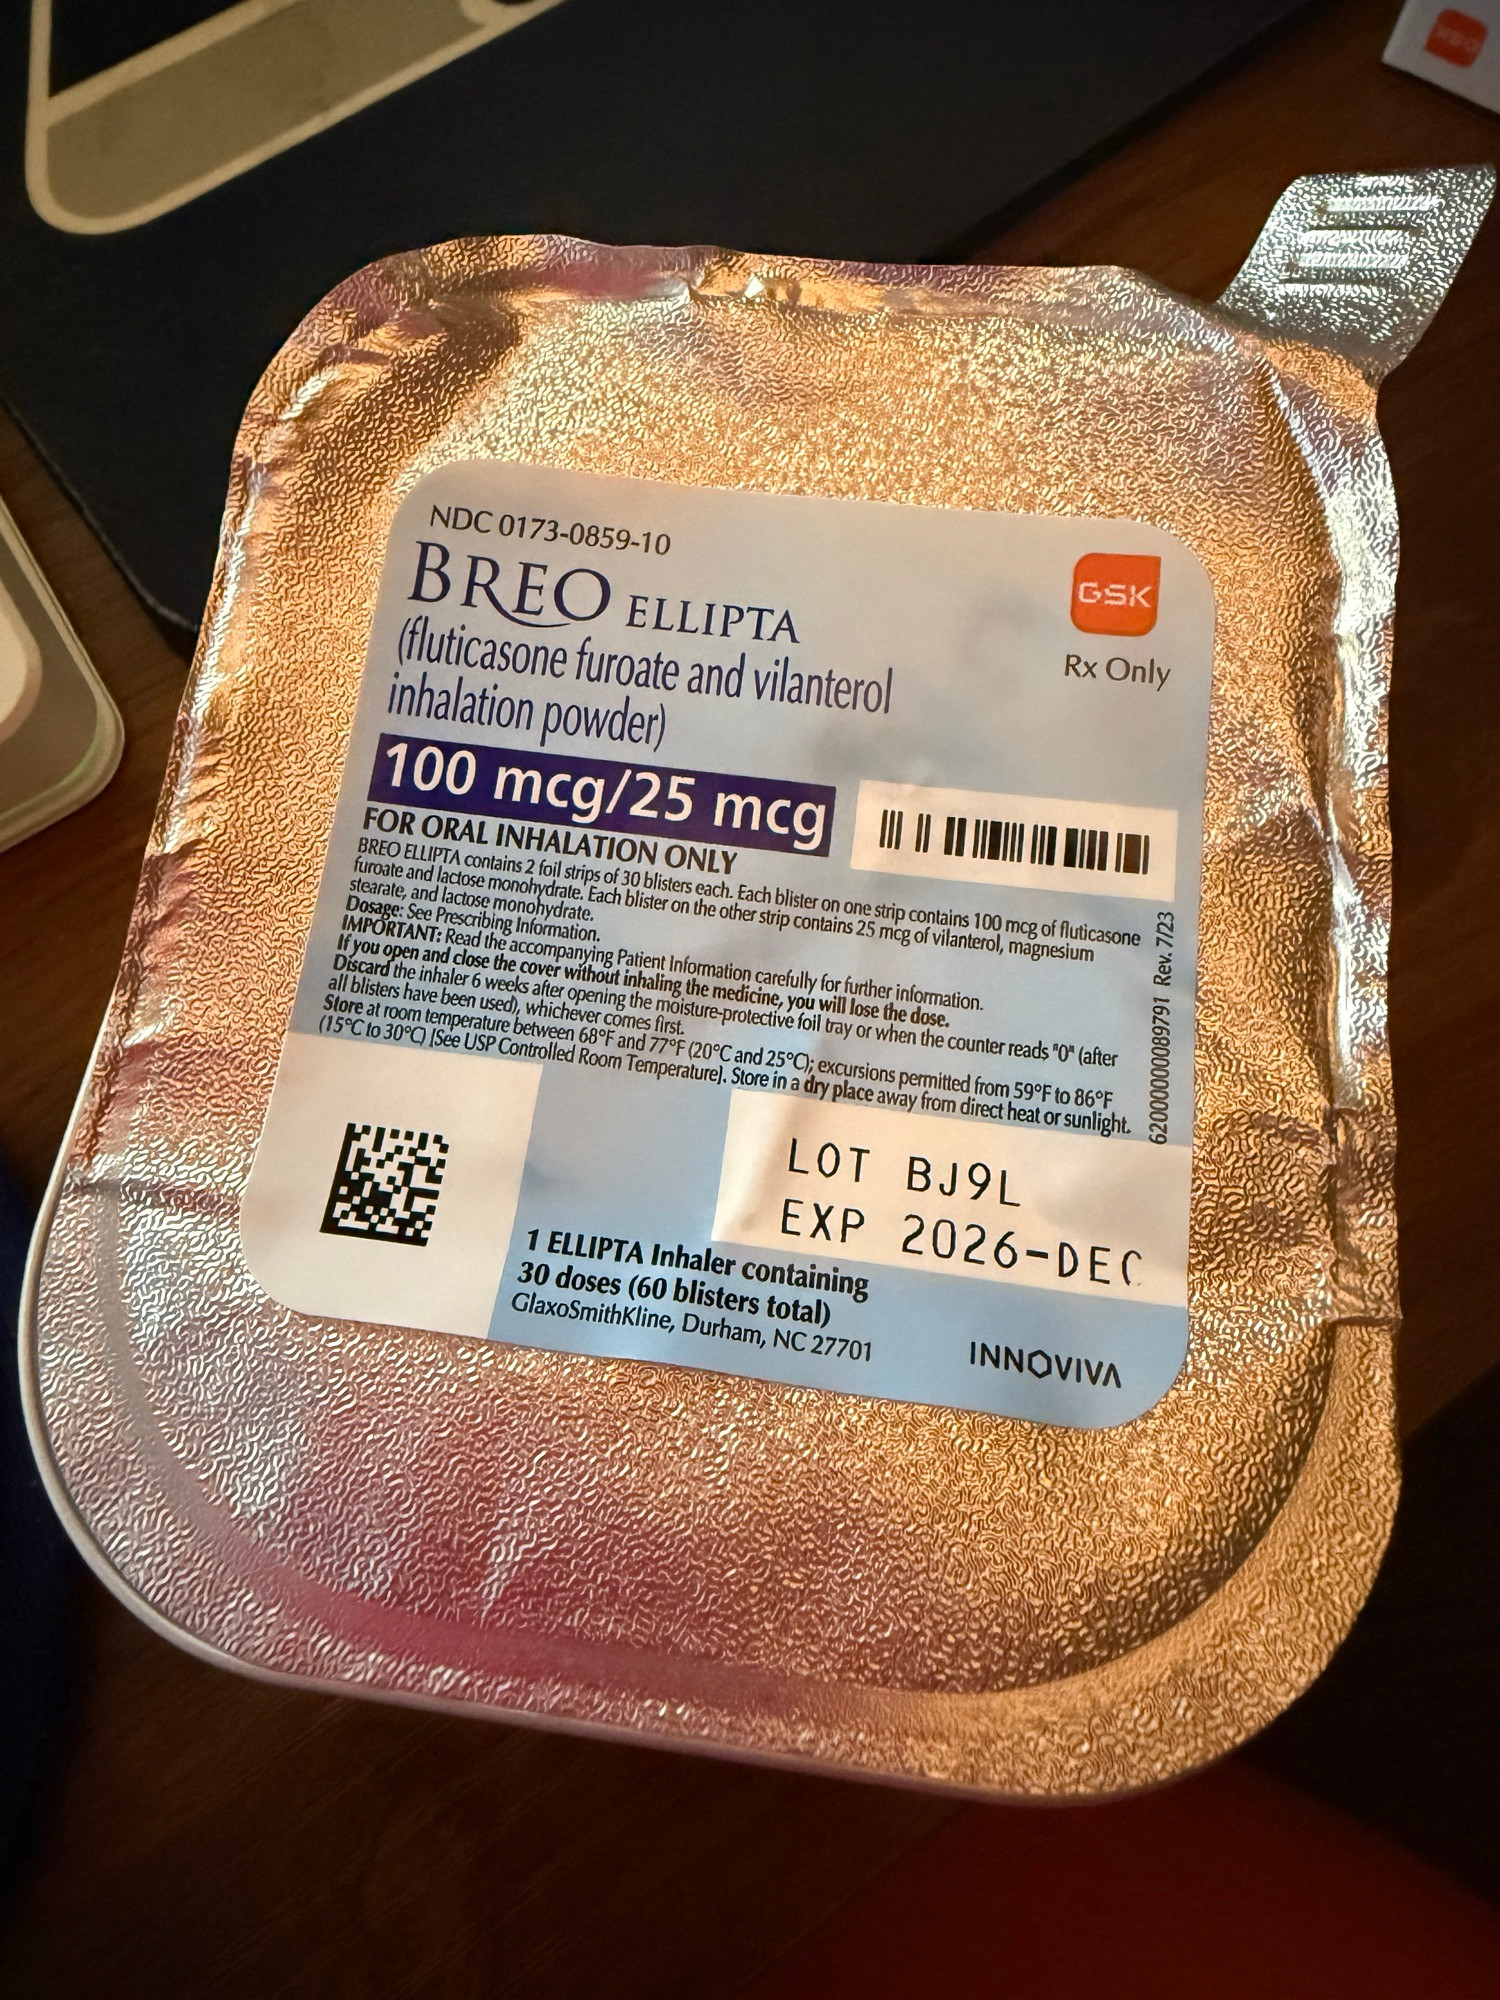 NDC 0173-0859-10
BREO ELLIPTA
(fluticasone furoate and vilanterol
inhalation powder)
GSK
Rx Only
100 mcg/25 mcg
FOR ORAL INHALATION ONLY
BREO ELLIPTA contains 2 foil strips of 30 blisters each. Each blister on one strip contains 100 mcg of fluticasone
furoate and lactose monohydrate. Each blister on the other strip contains 25 mcg of vilanterol, magnesium
stearate, and lactose monohydrate.
Dosage: See Prescribing Information.
IMPORTANT: Read the accompanying Patient Information carefully for further information.
If you open and close the cover without inhaling the medicine, you will lose the dose.
Discard the inhaler 6 weeks after opening the moisture-protective foil tray or when the counter reads "0" (after
all blisters have been used), whichever comes first.
Store at room temperature between 68°F and 77°F (20°C and 25°C); excursions permitted from 59°F to 86°F
(15°C to 30°C) [See USP Controlled Room Temperature]. Store in a dry place away from direct heat or sunlight.
62000000089791 Rev. 7/23
LOT BJ9L
EXP 2026-DEC
1 ELLIPTA Inhaler containing
30 doses (60 blisters total)
GlaxoSmithKline, Durham, NC 27701
INNOVIVA